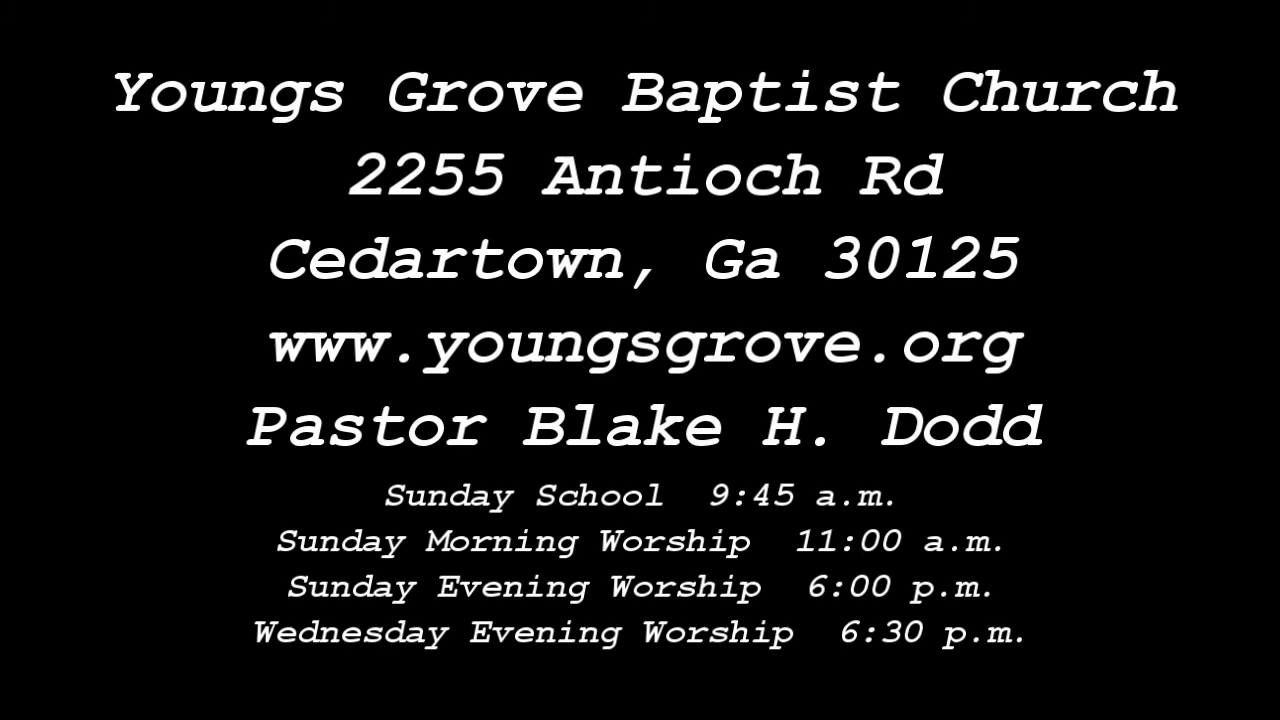 Youngs Grove Baptist Church
2255 Antioch Rd
Cedartown, Ga 30125
www.youngsgrove.org
Pastor Blake H. Dodd
Sunday School  9:45 a.m.
Sunday Morning Worship  11:00 a.m.
Sunday Evening Worship  6:00 p.m.
Wednesday Evening Worship  6:30 p.m.